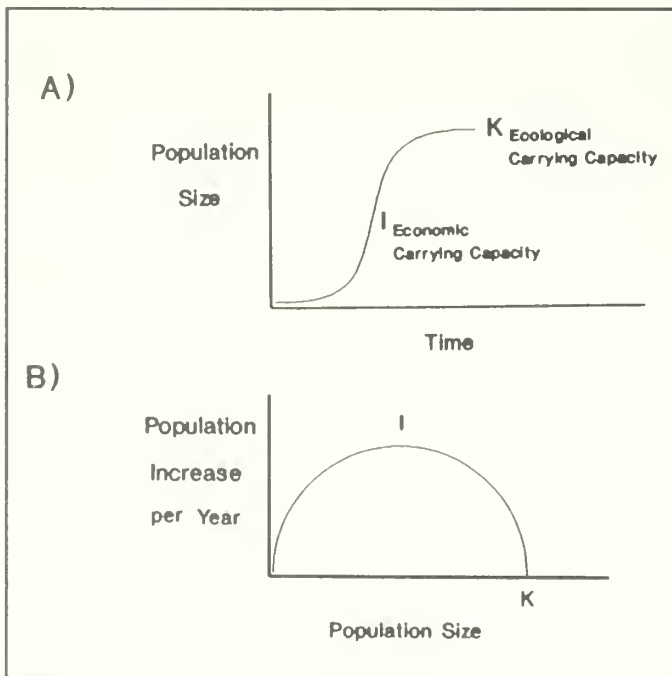 A)
Population
Size
K Ecological
Carrying Capacity
I Economic
Carrying Capacity
Time
B)
Population
Increase
per Year
I
K
Population Size